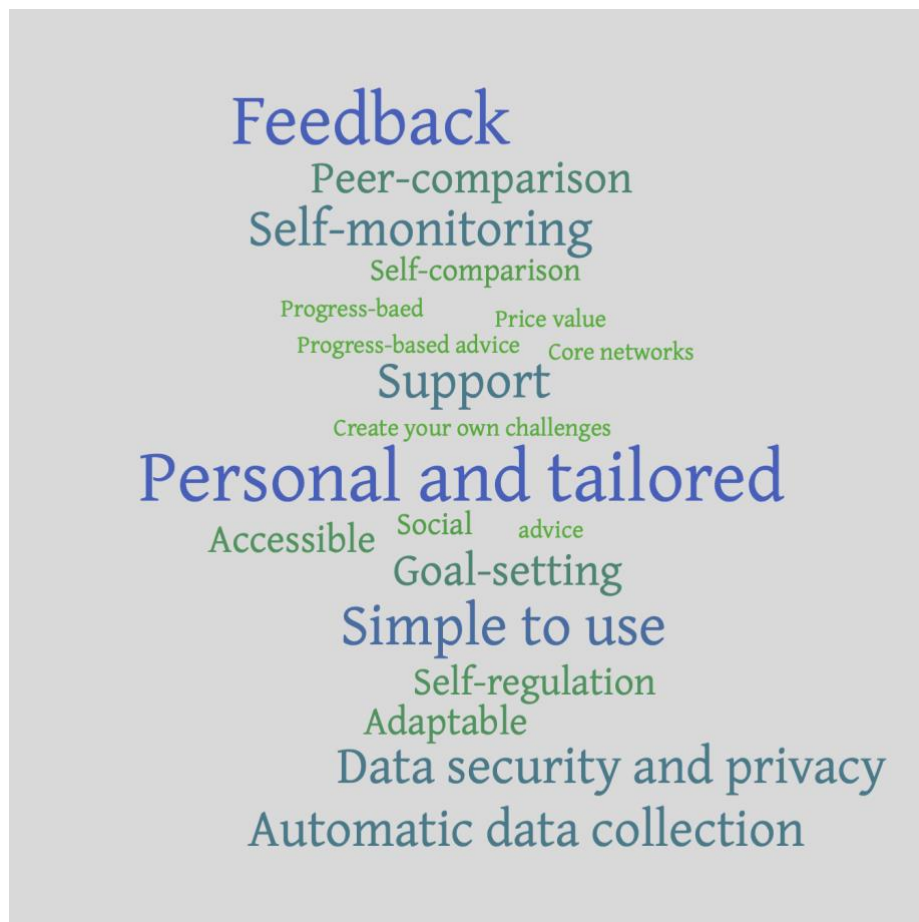 Feedback
Peer-comparison
Self-monitoring
Self-comparison
Progress-baed
Price value
Progress-based advice
Core networks
Support
Create your own challenges
Personal and tailored
Accessible
Social
advice
Goal-setting
Simple to use
Self-regulation
Adaptable
Data security and privacy
Automatic data collection